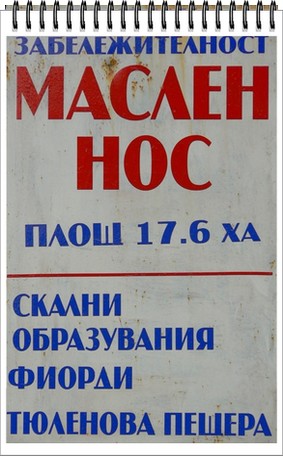 ЗАБЕЛЕЖИТЕЛНОСТ
МАСЛЕН
НОС
ПЛОЩ 17.6 ХА
СКАЛНИ
ОБРАЗУВАНИЯ
ФИОРДИ
ТЮЛЕНОВА ПЕЩЕРА